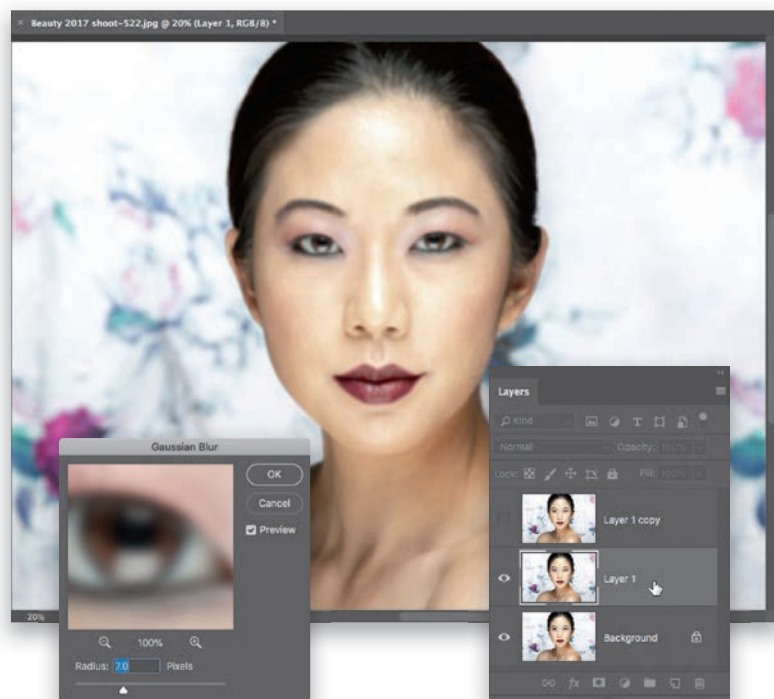 × Beauty 2017 shoot-522.jpg @ 20% (Layer 1, RGB/8) *
Layers
Kind
Normal
Opacity: 100%
Lock:
Fill: 100%
Layer 1 copy
Layer 1
Background
fx
20%
Gaussian Blur
OK
Cancel
Preview
100%
Radius: 7.0 Pixels